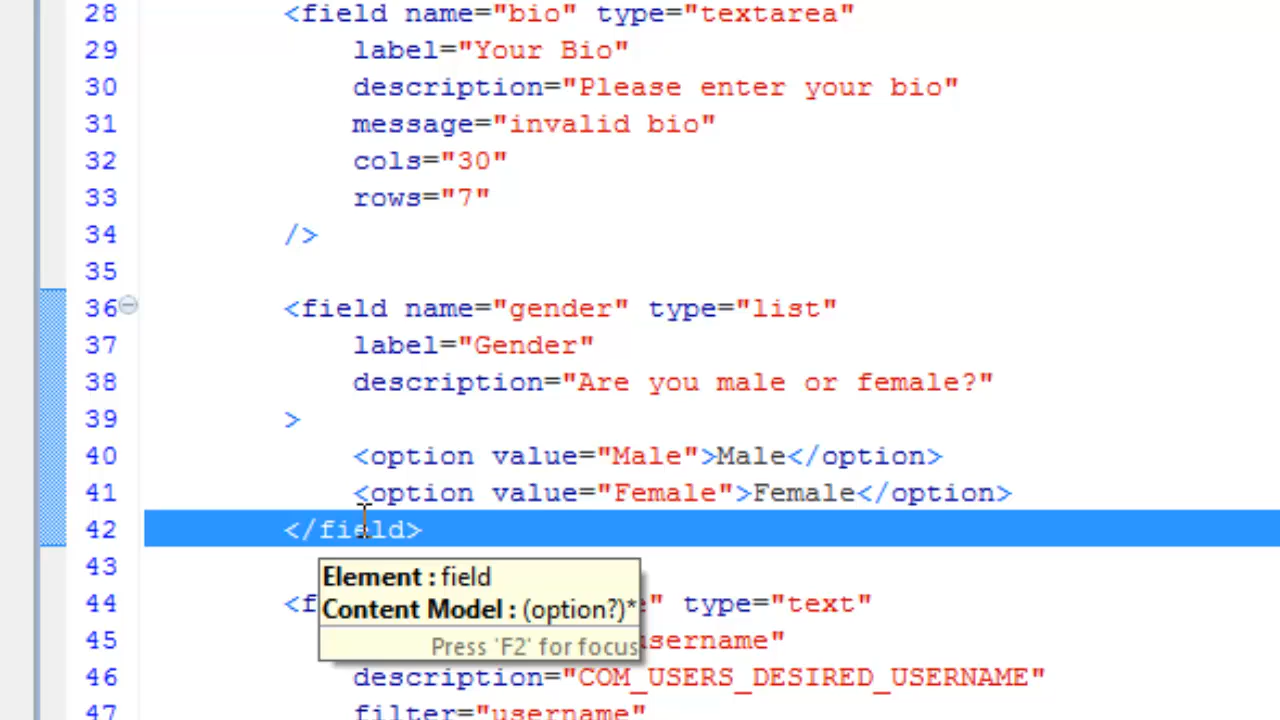 28 <field name="bio" type="textarea"
29 label="Your Bio"
30 description="Please enter your bio"
31 message="invalid bio"
32 cols="30"
33 rows="7"
34 />
35
36 <field name="gender" type="list"
37 label="Gender"
38 description="Are you male or female?"
39 >
40 <option value="Male">Male</option>
41 <option value="Female">Female</option>
42 </field>
43
Element : field
44 <f e" type="text"
Content Model : (option?)*
45 sername"
Press 'F2' for focus
46 description="COM_USERS_DESIRED_USERNAME"
47 filter="username"